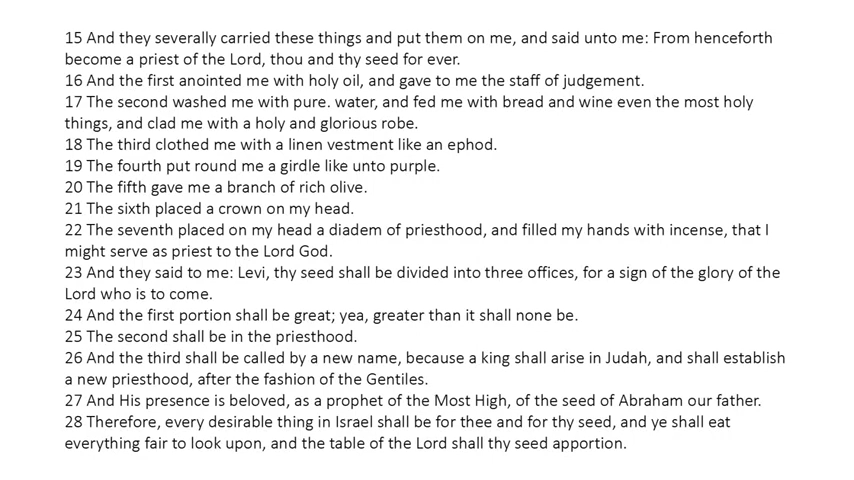 15 And they severally carried these things and put them on me, and said unto me: From henceforth
become a priest of the Lord, thou and thy seed for ever.
16 And the first anointed me with holy oil, and gave to me the staff of judgement.
17 The second washed me with pure. water, and fed me with bread and wine even the most holy
things, and clad me with a holy and glorious robe.
18 The third clothed me with a linen vestment like an ephod.
19 The fourth put round me a girdle like unto purple.
20 The fifth gave me a branch of rich olive.
21 The sixth placed a crown on my head.
22 The seventh placed on my head a diadem of priesthood, and filled my hands with incense, that I
might serve as priest to the Lord God.
23 And they said to me: Levi, thy seed shall be divided into three offices, for a sign of the glory of the
Lord who is to come.
24 And the first portion shall be great; yea, greater than it shall none be.
25 The second shall be in the priesthood.
26 And the third shall be called by a new name, because a king shall arise in Judah, and shall establish
a new priesthood, after the fashion of the Gentiles.
27 And His presence is beloved, as a prophet of the Most High, of the seed of Abraham our father.
28 Therefore, every desirable thing in Israel shall be for thee and for thy seed, and ye shall eat
everything fair to look upon, and the table of the Lord shall thy seed apportion.